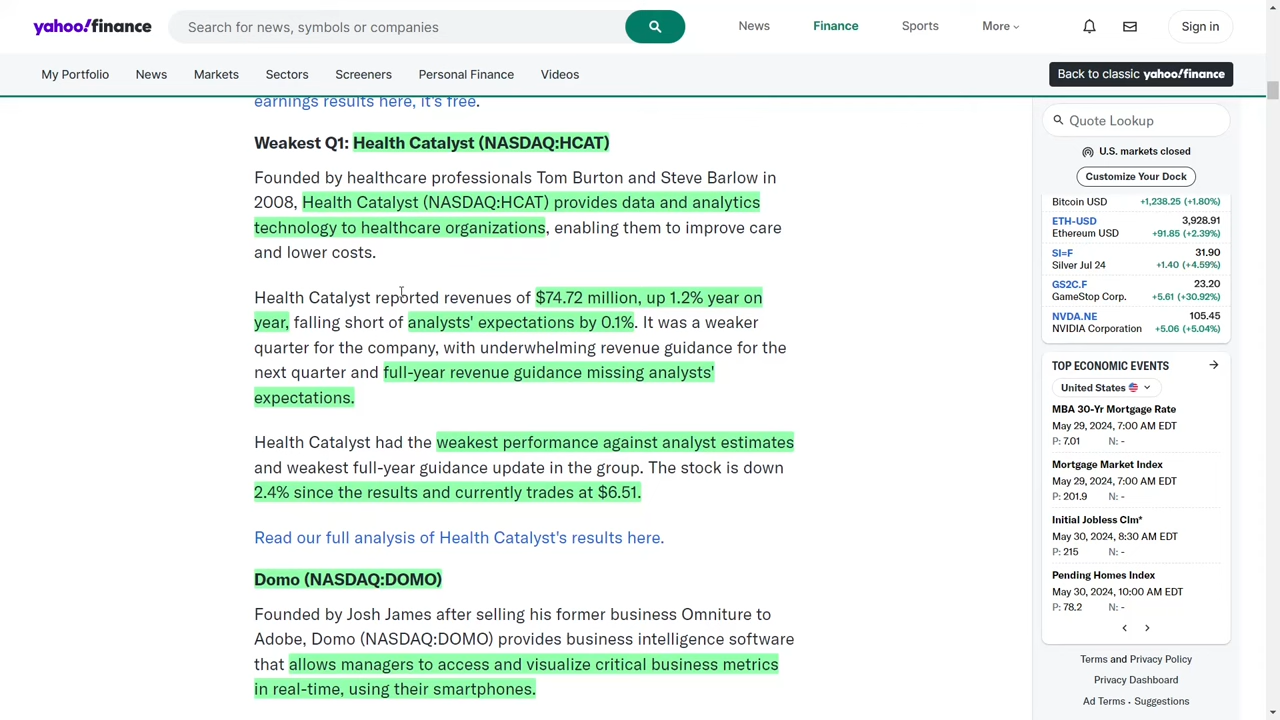 yahoo!finance
Search for news, symbols or companies
News
Finance
Sports
More
Sign in
My Portfolio
News
Markets
Sectors
Screeners
Personal Finance
Videos
Back to classic yahoo!finance
earnings results here, it's free.
Weakest Q1: Health Catalyst (NASDAQ:HCAT)
Founded by healthcare professionals Tom Burton and Steve Barlow in
2008, Health Catalyst (NASDAQ:HCAT) provides data and analytics
technology to healthcare organizations, enabling them to improve care
and lower costs.
Health Catalyst reported revenues of $74.72 million, up 1.2% year on
year, falling short of analysts' expectations by 0.1%. It was a weaker
quarter for the company, with underwhelming revenue guidance for the
next quarter and full-year revenue guidance missing analysts'
expectations.
Health Catalyst had the weakest performance against analyst estimates
and weakest full-year guidance update in the group. The stock is down
2.4% since the results and currently trades at $6.51.
Read our full analysis of Health Catalyst's results here.
Domo (NASDAQ:DOMO)
Founded by Josh James after selling his former business Omniture to
Adobe, Domo (NASDAQ:DOMO) provides business intelligence software
that allows managers to access and visualize critical business metrics
in real-time, using their smartphones.
Quote Lookup
U.S. markets closed
Customize Your Dock
Bitcoin USD +1,238.25 (+1.80%)
ETH-USD 3,928.91
Ethereum USD +91.85 (+2.39%)
SI=F 31.90
Silver Jul 24 +1.40 (+4.59%)
GS2C.F 23.20
GameStop Corp. +5.61 (+30.92%)
NVDA.NE 105.45
NVIDIA Corporation +5.06 (+5.04%)
TOP ECONOMIC EVENTS
United States
MBA 30-Yr Mortgage Rate
May 29, 2024, 7:00 AM EDT
P: 7.01 N: -
Mortgage Market Index
May 29, 2024, 7:00 AM EDT
P: 201.9 N: -
Initial Jobless Clm*
May 30, 2024, 8:30 AM EDT
P: 215 N: -
Pending Homes Index
May 30, 2024, 10:00 AM EDT
P: 78.2 N: -
Terms and Privacy Policy
Privacy Dashboard
Ad Terms • Suggestions